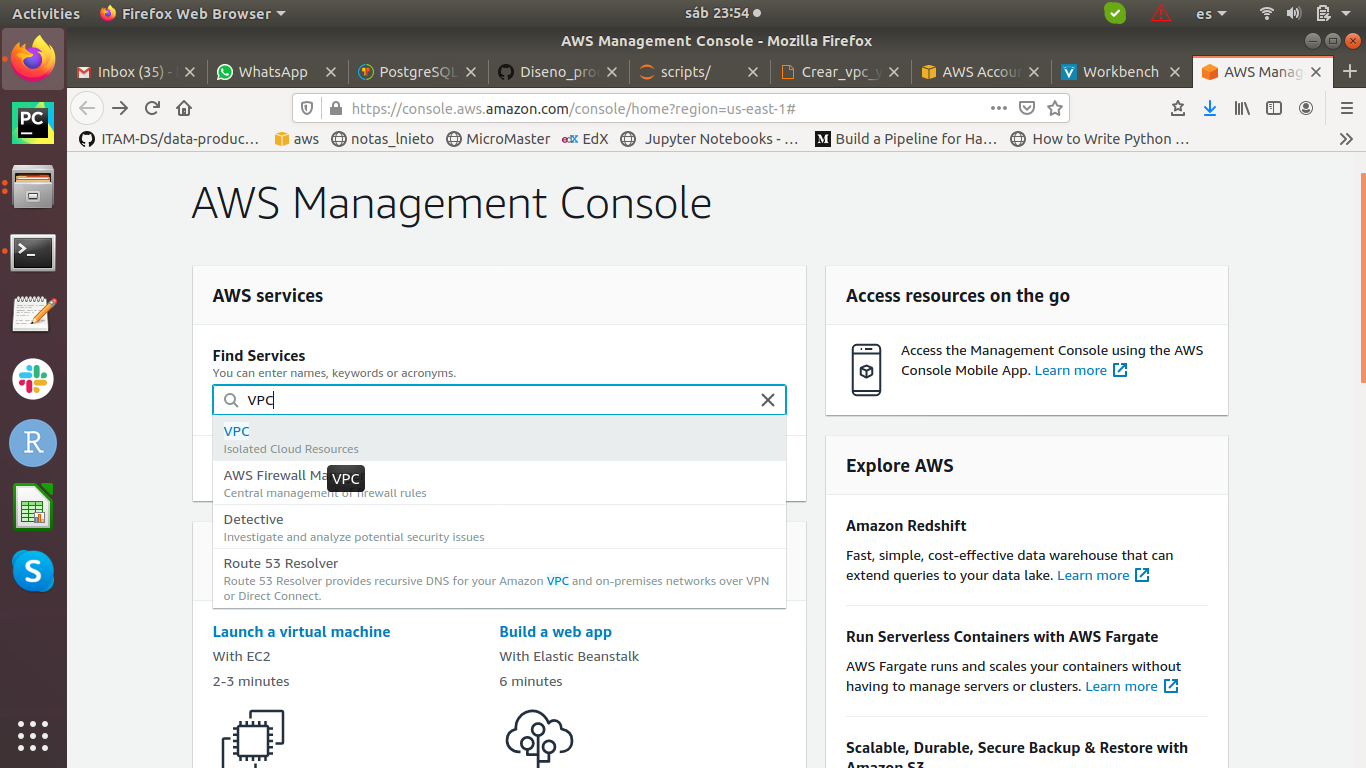 Activities
Firefox Web Browser
sáb 23:54
es
AWS Management Console - Mozilla Firefox
Inbox (35) -
WhatsApp
PostgreSQL
Diseno_pro
scripts/
Crear_vpc_y
AWS Accoun
Workbench
AWS Manag
https://console.aws.amazon.com/console/home?region=us-east-1#
ITAM-DS/data-produc…
aws
notas_lnieto
MicroMaster
edX EdX
Jupyter Notebooks - …
M Build a Pipeline for Ha…
How to Write Python …
AWS Management Console
AWS services
Find Services
You can enter names, keywords or acronyms.
VPC
VPC
Isolated Cloud Resources
AWS Firewall Ma
VPC
Central management of firewall rules
Detective
Investigate and analyze potential security issues
Route 53 Resolver
Route 53 Resolver provides recursive DNS for your Amazon VPC and on-premises networks over VPN
or Direct Connect.
Launch a virtual machine
With EC2
2-3 minutes
Build a web app
With Elastic Beanstalk
6 minutes
Access resources on the go
Access the Management Console using the AWS
Console Mobile App. Learn more
Explore AWS
Amazon Redshift
Fast, simple, cost-effective data warehouse that can
extend queries to your data lake. Learn more
Run Serverless Containers with AWS Fargate
AWS Fargate runs and scales your containers without
having to manage servers or clusters. Learn more
Scalable, Durable, Secure Backup & Restore with
Amazon S3
PC
R
S